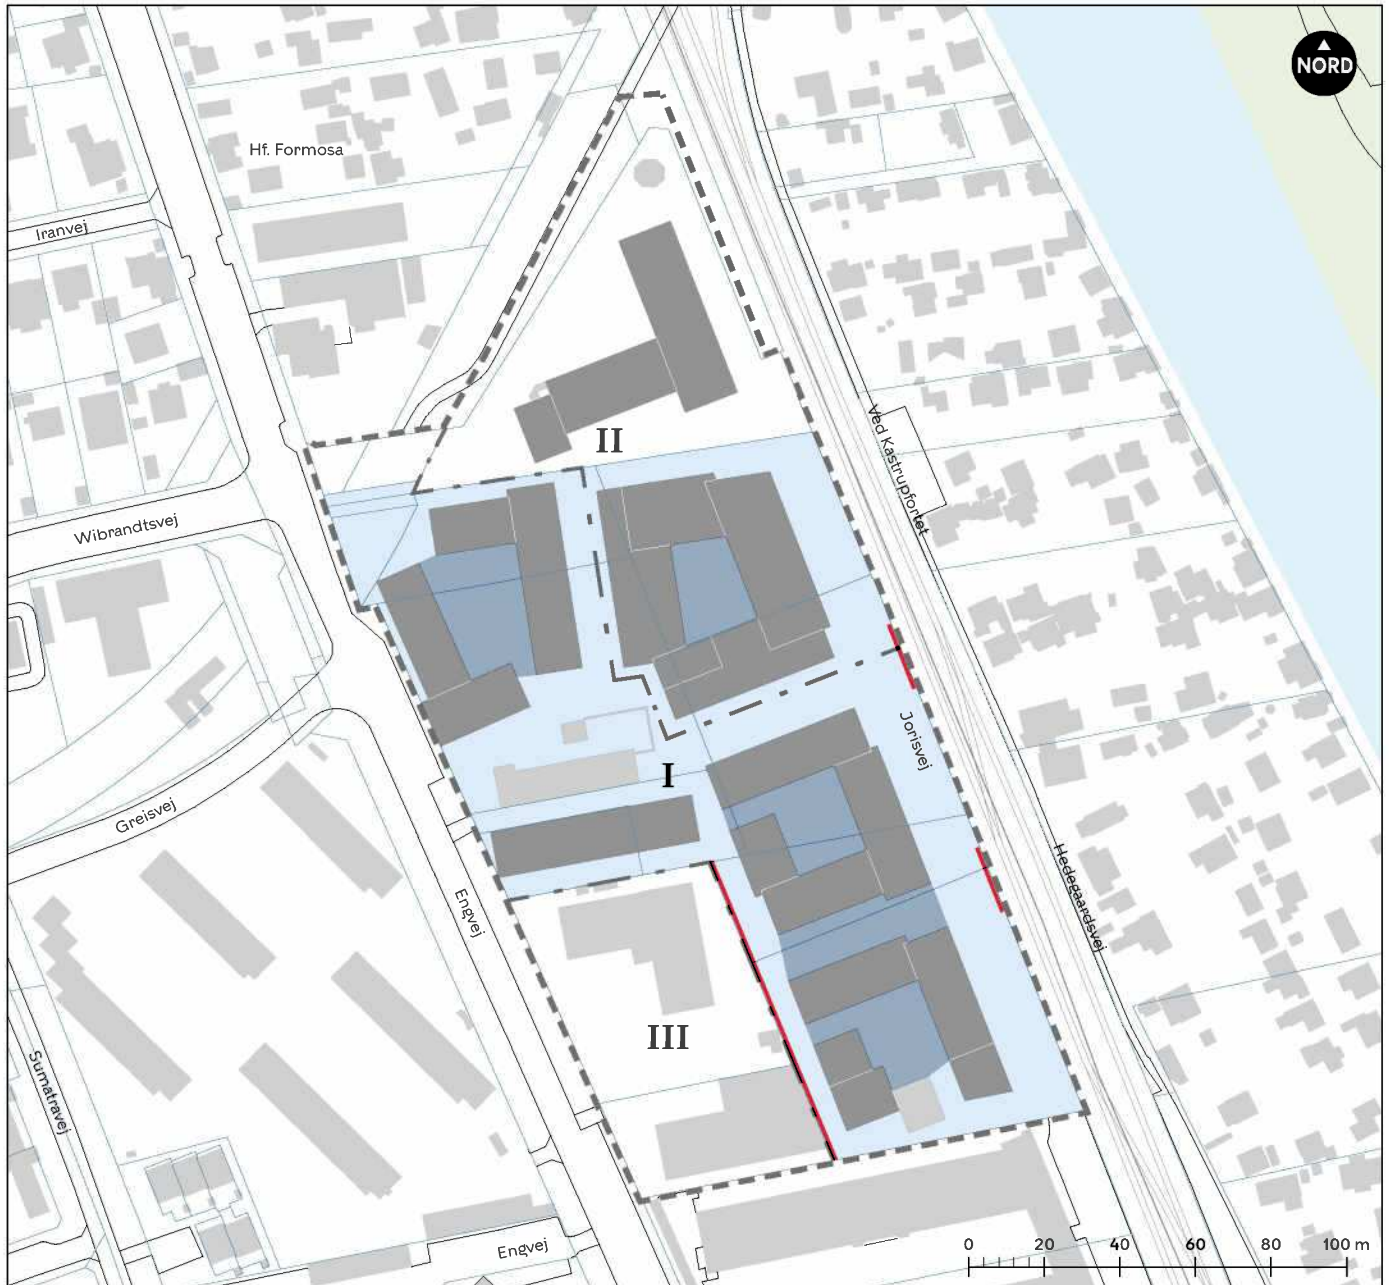 NORD
Hf. Formosa
Iranvej
II
Ved Kastrupfortet
Wibrandtsvej
Jorisvej
I
Greisvej
Engvej
Hedegaardsvej
III
Sumatravej
Engvej
0 20 40 60 80 100 m